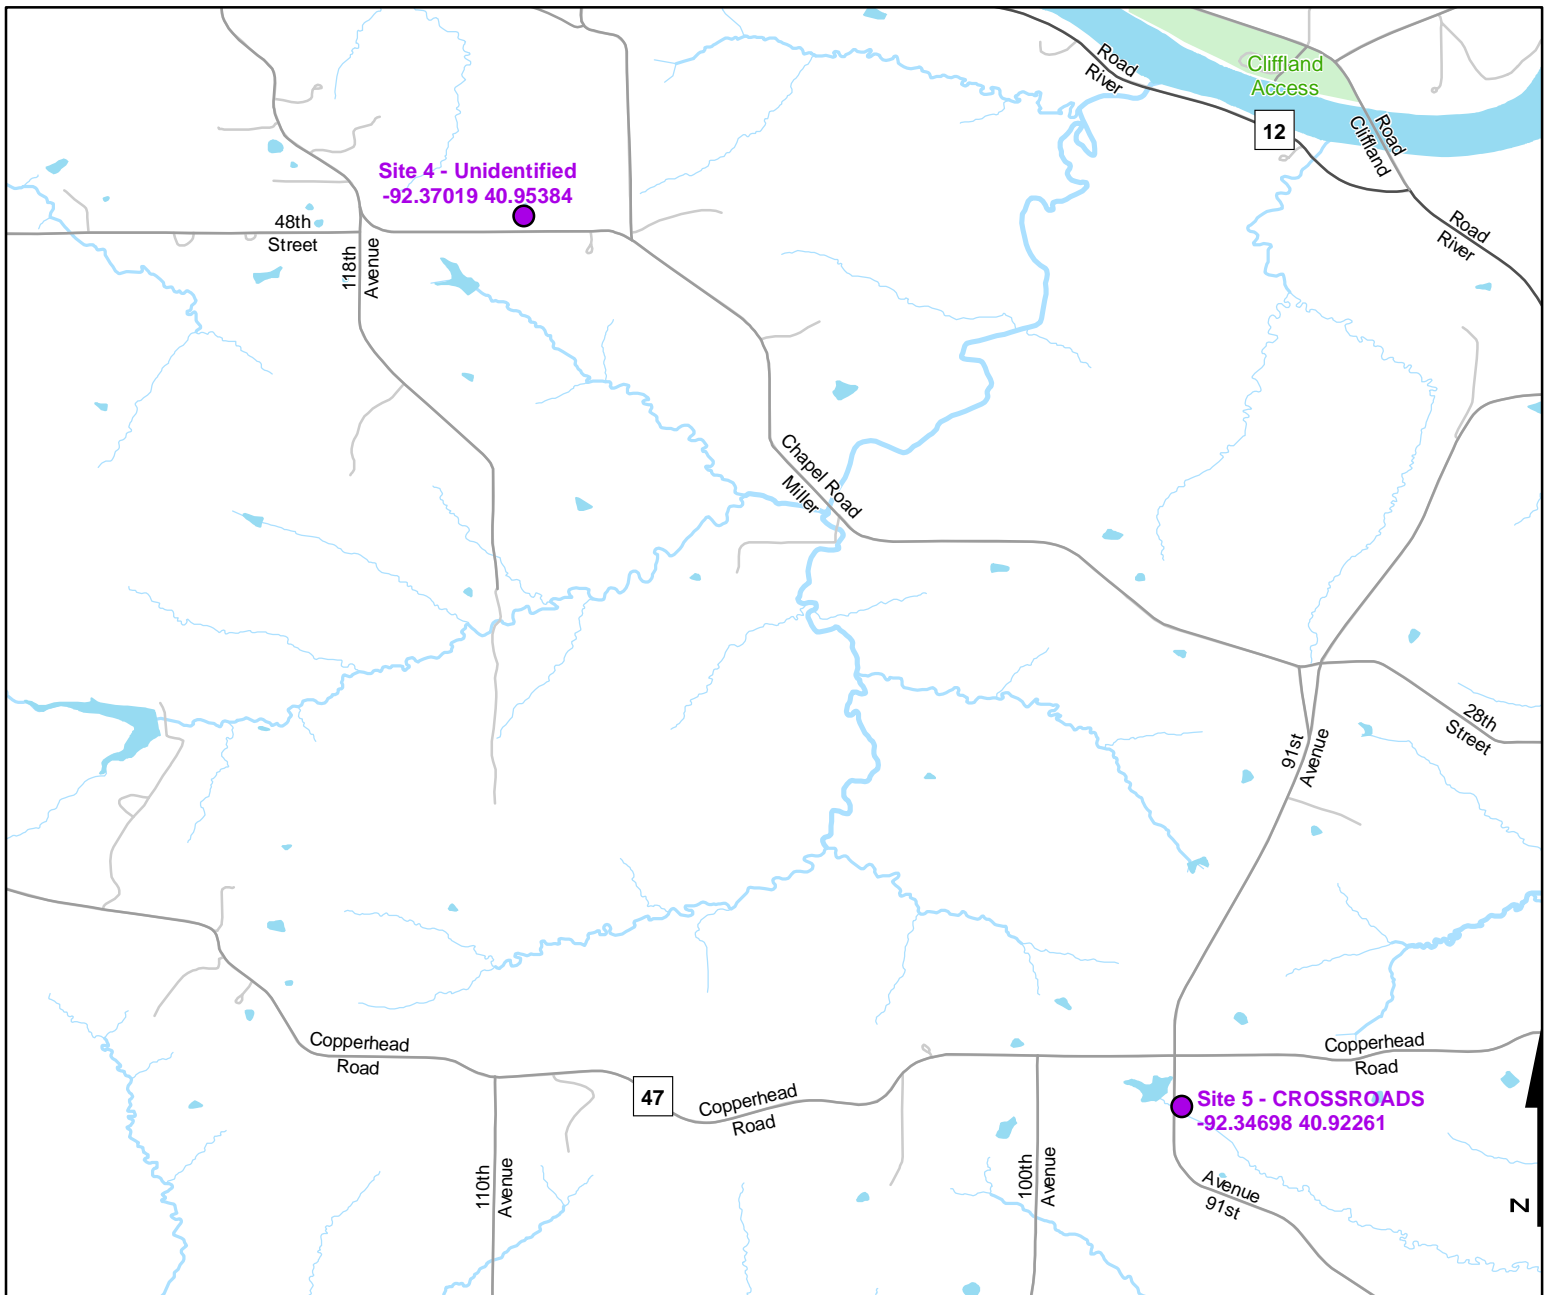 Road
River
Cliffland
Access
12
Road
Cliffland
Site 4 - Unidentified
-92.37019 40.95384
48th
Street
118th
Avenue
Road
River
Chapel Road
Miller
28th
Street
91st
Avenue
Copperhead
Road
Copperhead
Road
47
Copperhead
Road
Site 5 - CROSSROADS
-92.34698 40.92261
110th
Avenue
100th
Avenue
Avenue
91st
N